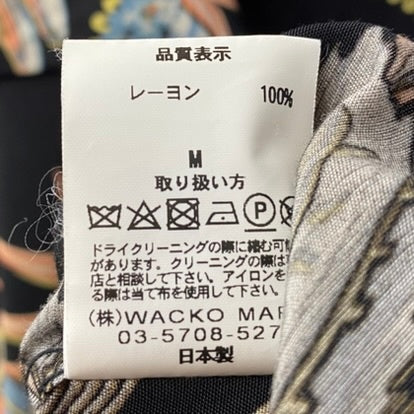 品質表示
レーヨン 100%
M
取り扱い方
P
ドライクリーニングの際に縮む可能
があります。クリーニングの際は
店と相談して下さい。アイロンを
る際は当て布を使用して下さい。
(株)WACKO MAR
03-5708-527
日本製